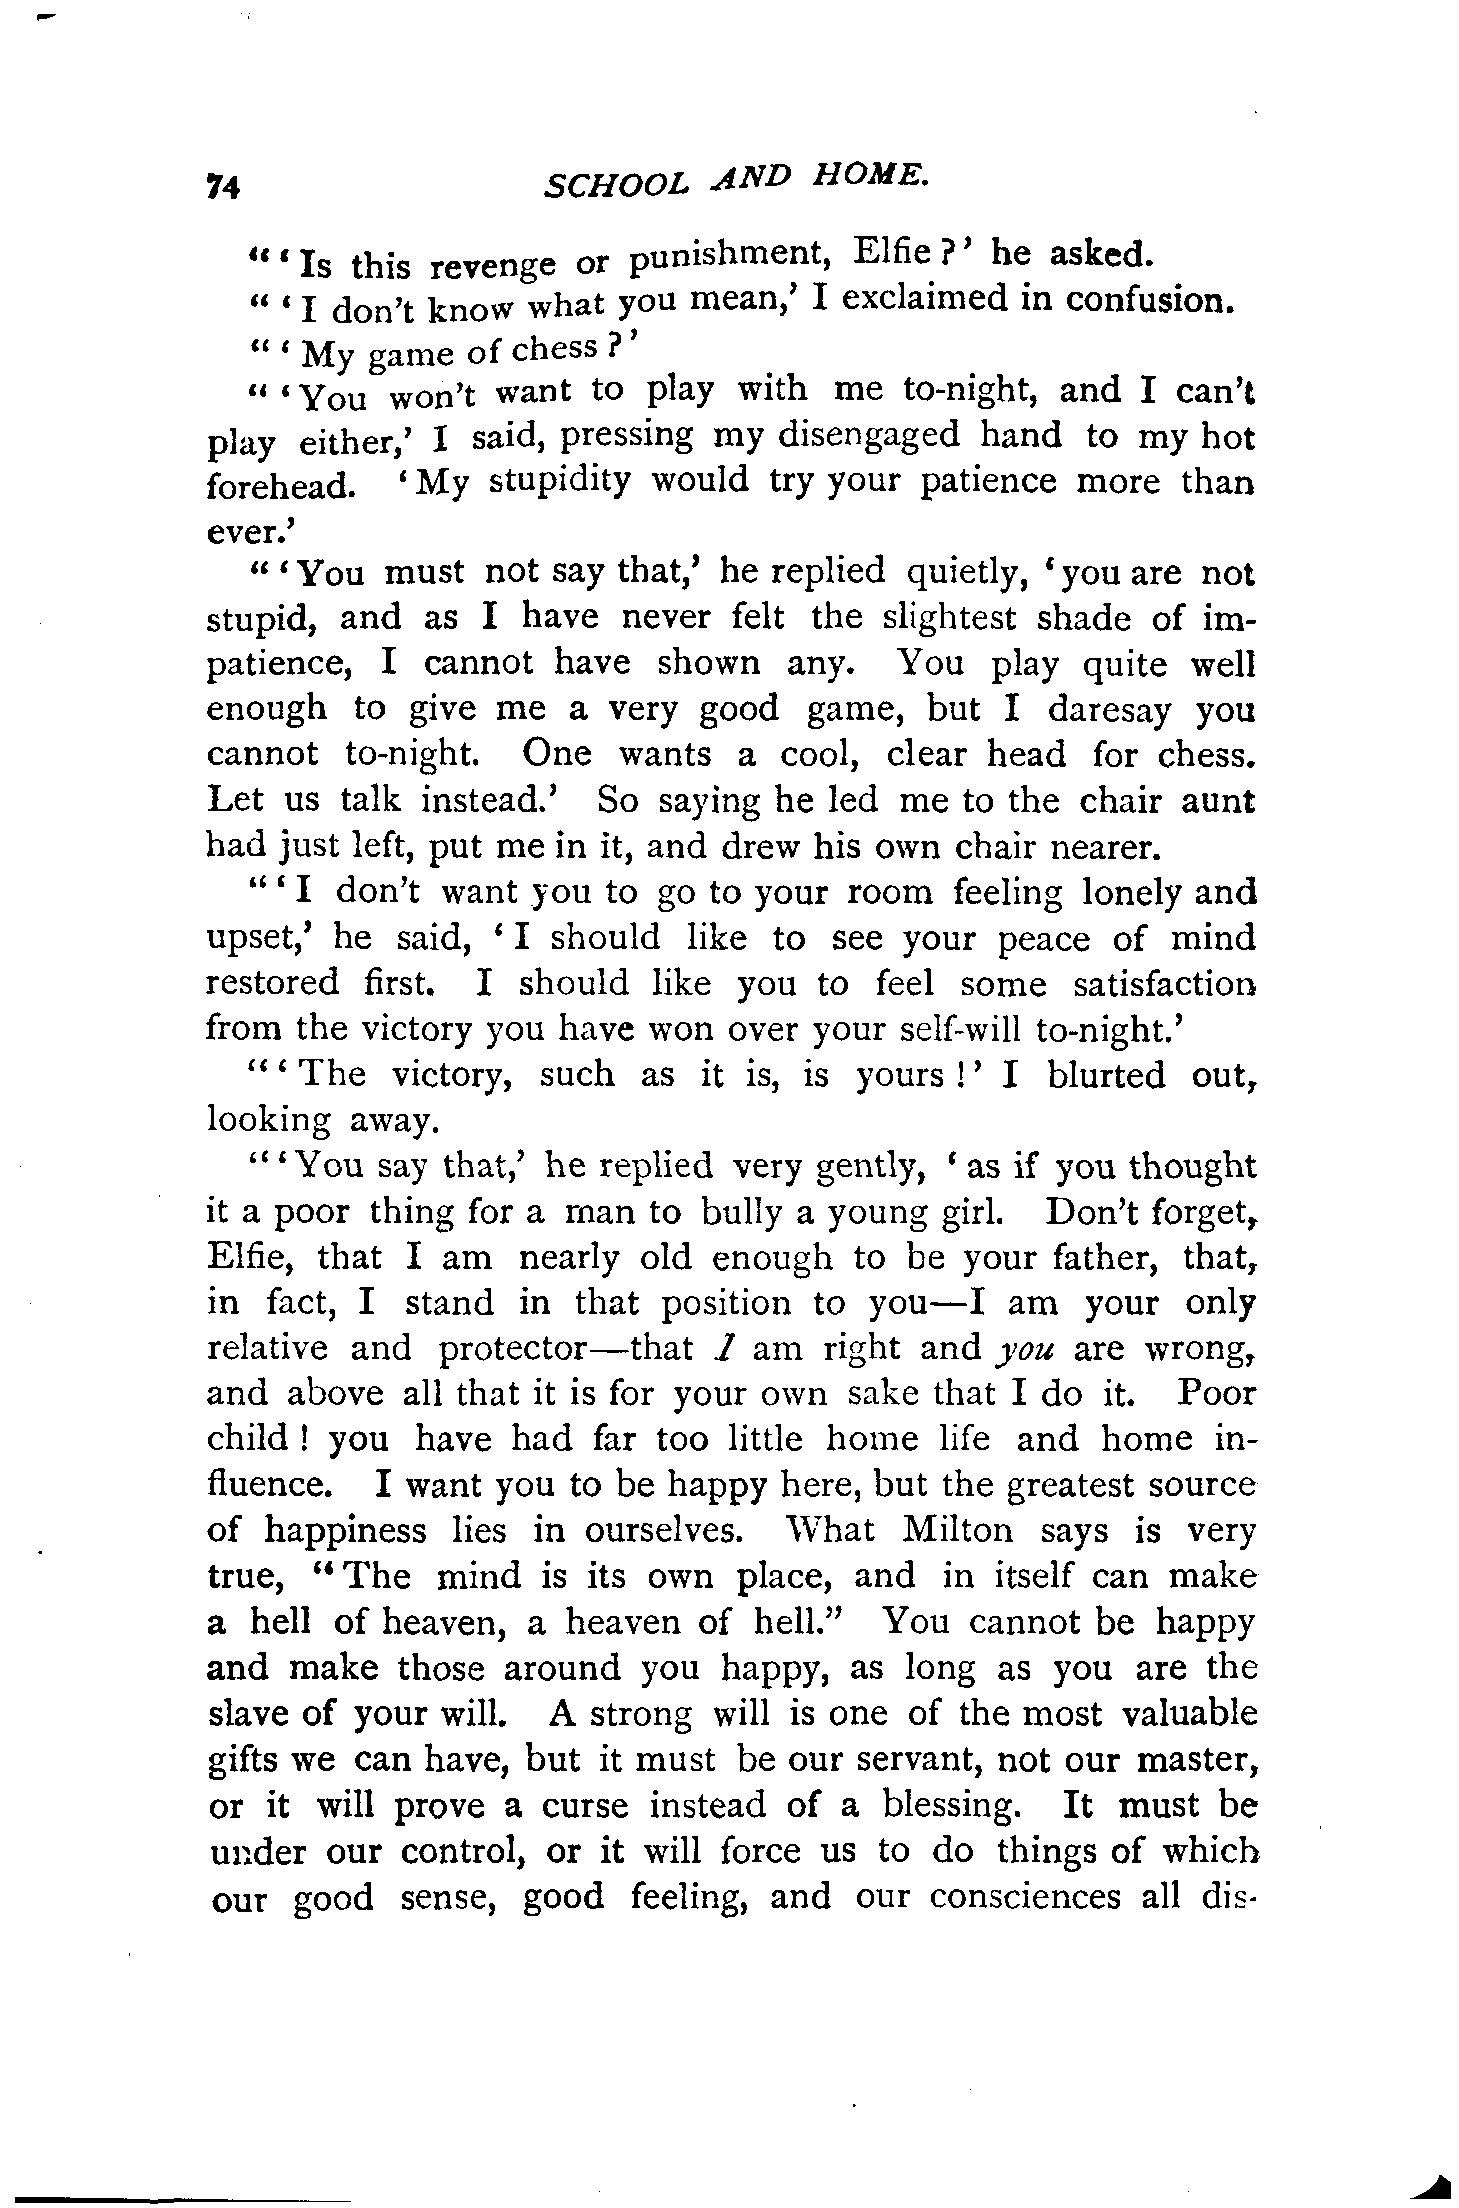 74 SCHOOL AND HOME.
"'Is this revenge or punishment, Elfie?' he asked.
"'I don't know what you mean,' I exclaimed in confusion.
"'My game of chess?'
"'You won't want to play with me to-night, and I can't
play either,' I said, pressing my disengaged hand to my hot
forehead. 'My stupidity would try your patience more than
ever.'
"'You must not say that,' he replied quietly, 'you are not
stupid, and as I have never felt the slightest shade of im-
patience, I cannot have shown any. You play quite well
enough to give me a very good game, but I daresay you
cannot to-night. One wants a cool, clear head for chess.
Let us talk instead.' So saying he led me to the chair aunt
had just left, put me in it, and drew his own chair nearer.
"'I don't want you to go to your room feeling lonely and
upset,' he said, 'I should like to see your peace of mind
restored first. I should like you to feel some satisfaction
from the victory you have won over your self-will to-night.'
"'The victory, such as it is, is yours!' I blurted out,
looking away.
"'You say that,' he replied very gently, 'as if you thought
it a poor thing for a man to bully a young girl. Don't forget,
Elfie, that I am nearly old enough to be your father, that,
in fact, I stand in that position to you—I am your only
relative and protector—that I am right and you are wrong,
and above all that it is for your own sake that I do it. Poor
child! you have had far too little home life and home in-
fluence. I want you to be happy here, but the greatest source
of happiness lies in ourselves. What Milton says is very
true, "The mind is its own place, and in itself can make
a hell of heaven, a heaven of hell." You cannot be happy
and make those around you happy, as long as you are the
slave of your will. A strong will is one of the most valuable
gifts we can have, but it must be our servant, not our master,
or it will prove a curse instead of a blessing. It must be
under our control, or it will force us to do things of which
our good sense, good feeling, and our consciences all dis-